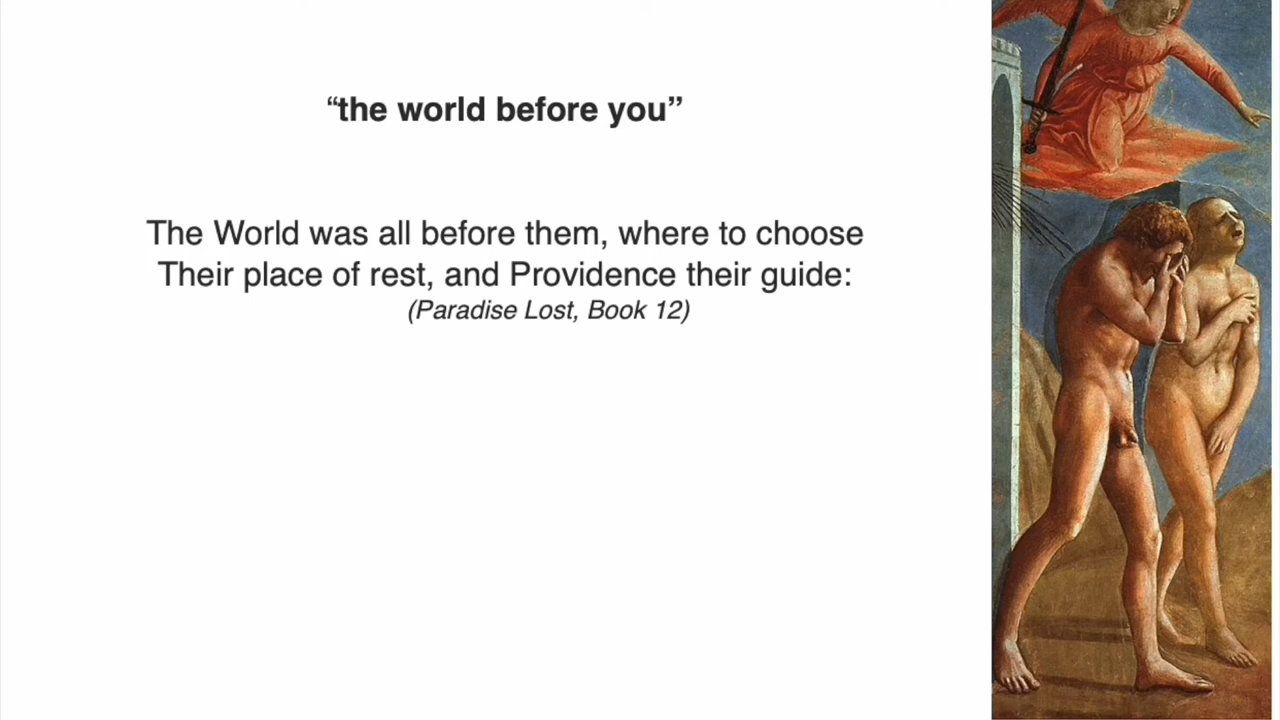 “the world before you”
The World was all before them, where to choose
Their place of rest, and Providence their guide:
(Paradise Lost, Book 12)